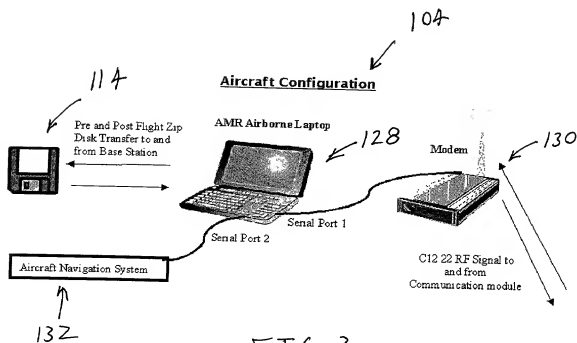 104
114
Aircraft Configuration
Pre and Post Flight Zip
Disk Transfer to and
from Base Station
AMR Airborne Laptop
128
Modem
130
Serial Port 1
Serial Port 2
Aircraft Navigation System
C12 22 RF Signal to
and from
Communication module
132
FIG. 3